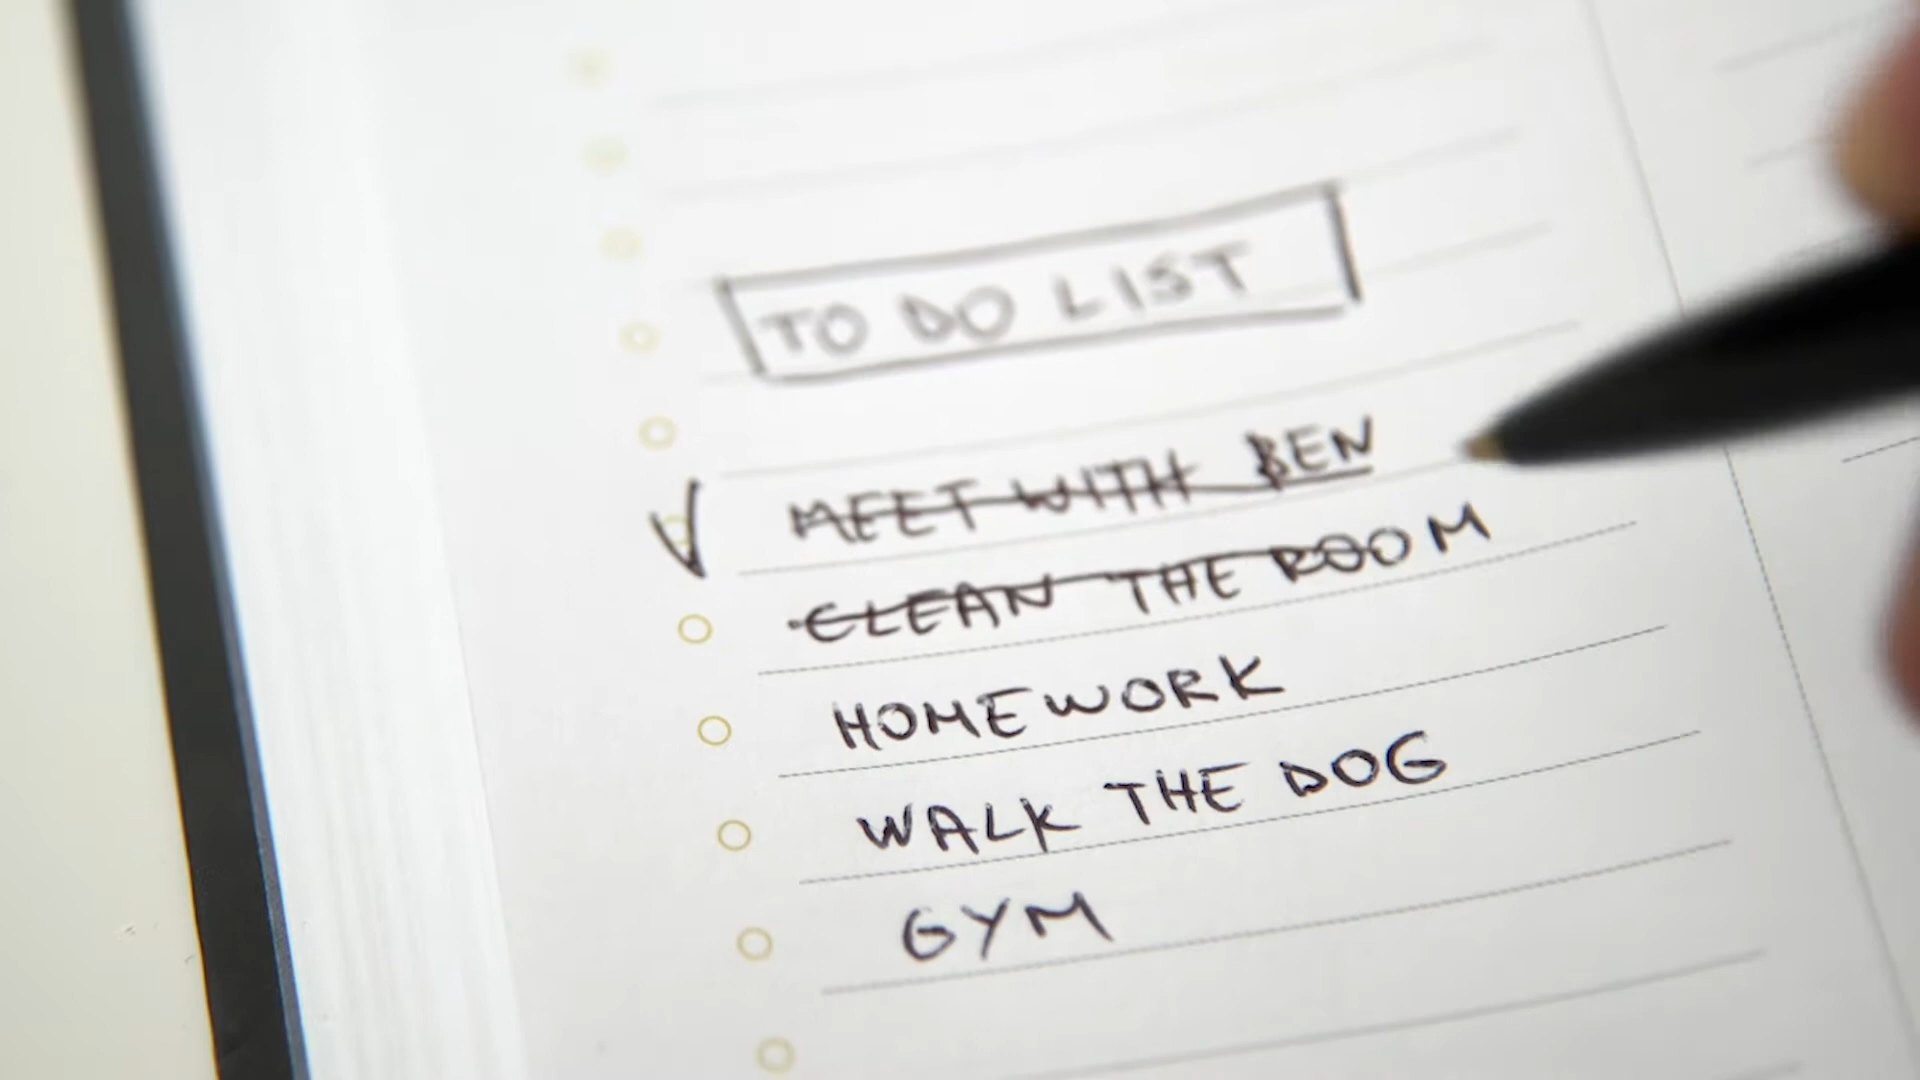 TO DO LIST
MEET WITH BEN
CLEAN THE ROOM
HOMEWORK
WALK THE DOG
GYM